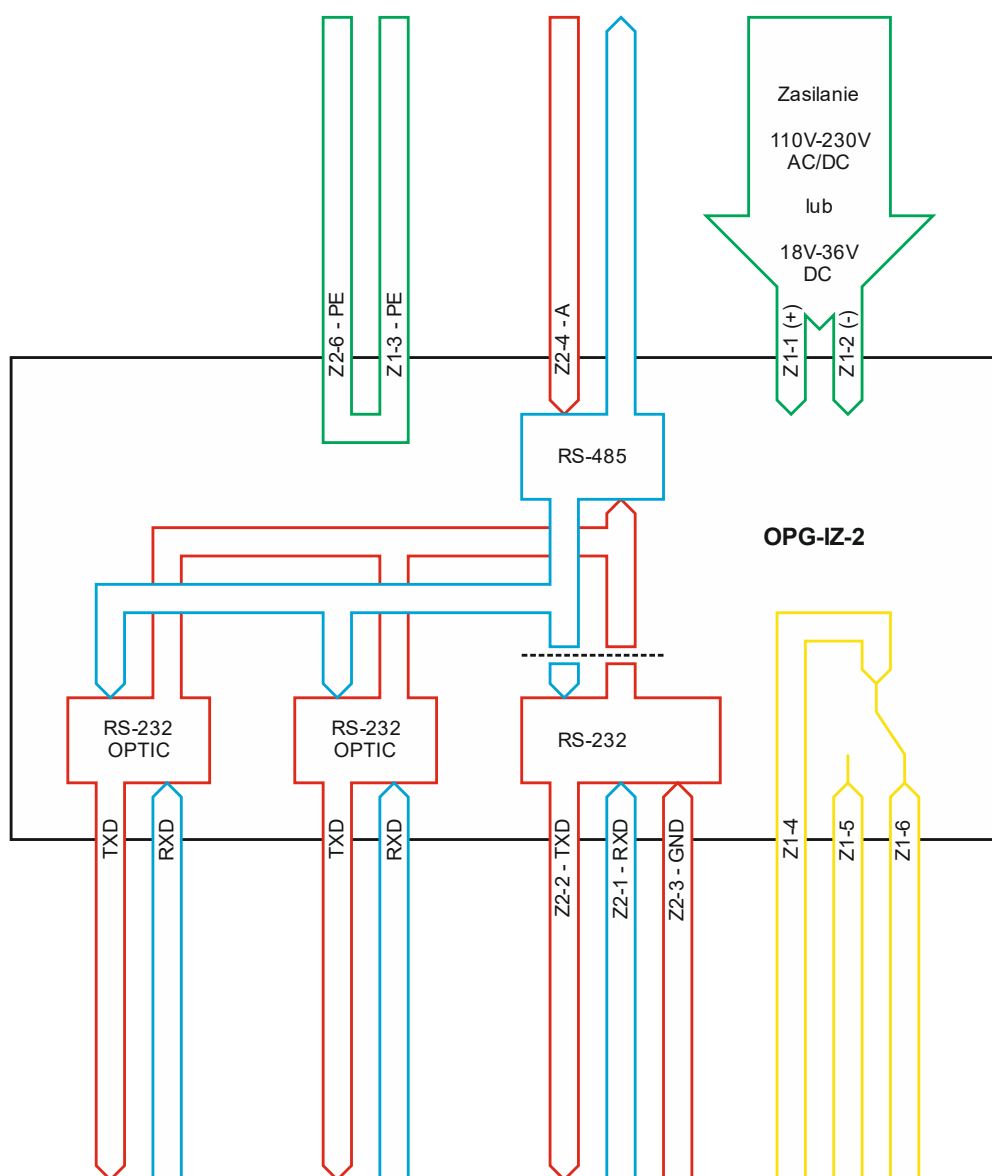 Zasilanie
110V-230V
AC/DC
lub
18V-36V
DC
Z2-6 - PE
Z1-3 - PE
Z2-4 - A
Z1-1 (+)
Z1-2 (-)
RS-485
OPG-IZ-2
RS-232
OPTIC
RS-232
OPTIC
RS-232
TXD
RXD
TXD
RXD
Z2-2 - TXD
Z2-1 - RXD
Z2-3 - GND
Z1-4
Z1-5
Z1-6